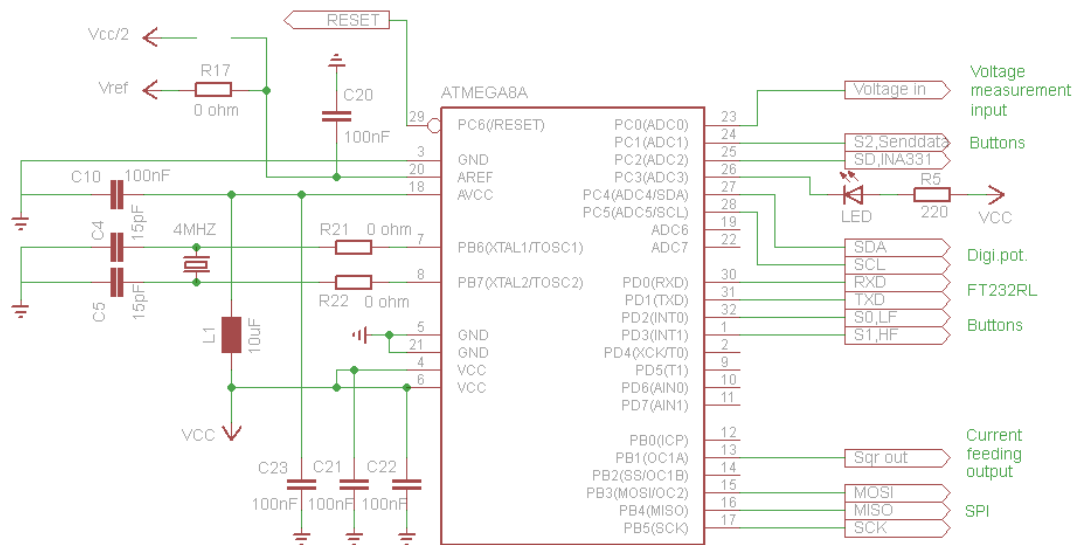 RESET
Vcc/2
Vref
R17
0 ohm
C20
100nF
ATMEGA8A
29
PC6(/RESET)
3
GND
20
AREF
18
AVCC
C10
100nF
C4
15pF
4MHZ
C5
15pF
R21
0 ohm
7
PB6(XTAL1/TOSC1)
R22
0 ohm
8
PB7(XTAL2/TOSC2)
L1
10uF
5
GND
21
GND
4
VCC
6
VCC
VCC
C23
100nF
C21
100nF
C22
100nF
PC0(ADC0)
23
Voltage in
Voltage
measurement
input
PC1(ADC1)
24
S2,Senddata
Buttons
PC2(ADC2)
25
SD,INA331
PC3(ADC3)
26
LED
R5
220
VCC
PC4(ADC4/SDA)
27
PC5(ADC5/SCL)
28
ADC6
19
ADC7
22
SDA
SCL
Digi.pot.
PD0(RXD)
30
RXD
FT232RL
PD1(TXD)
31
TXD
PD2(INT0)
32
S0,LF
Buttons
PD3(INT1)
1
S1,HF
PD4(XCK/T0)
2
PD5(T1)
9
PD6(AIN0)
10
PD7(AIN1)
11
PB0(ICP)
12
PB1(OC1A)
13
Sqr out
Current
feeding
output
PB2(SS/OC1B)
14
PB3(MOSI/OC2)
15
MOSI
PB4(MISO)
16
MISO
SPI
PB5(SCK)
17
SCK